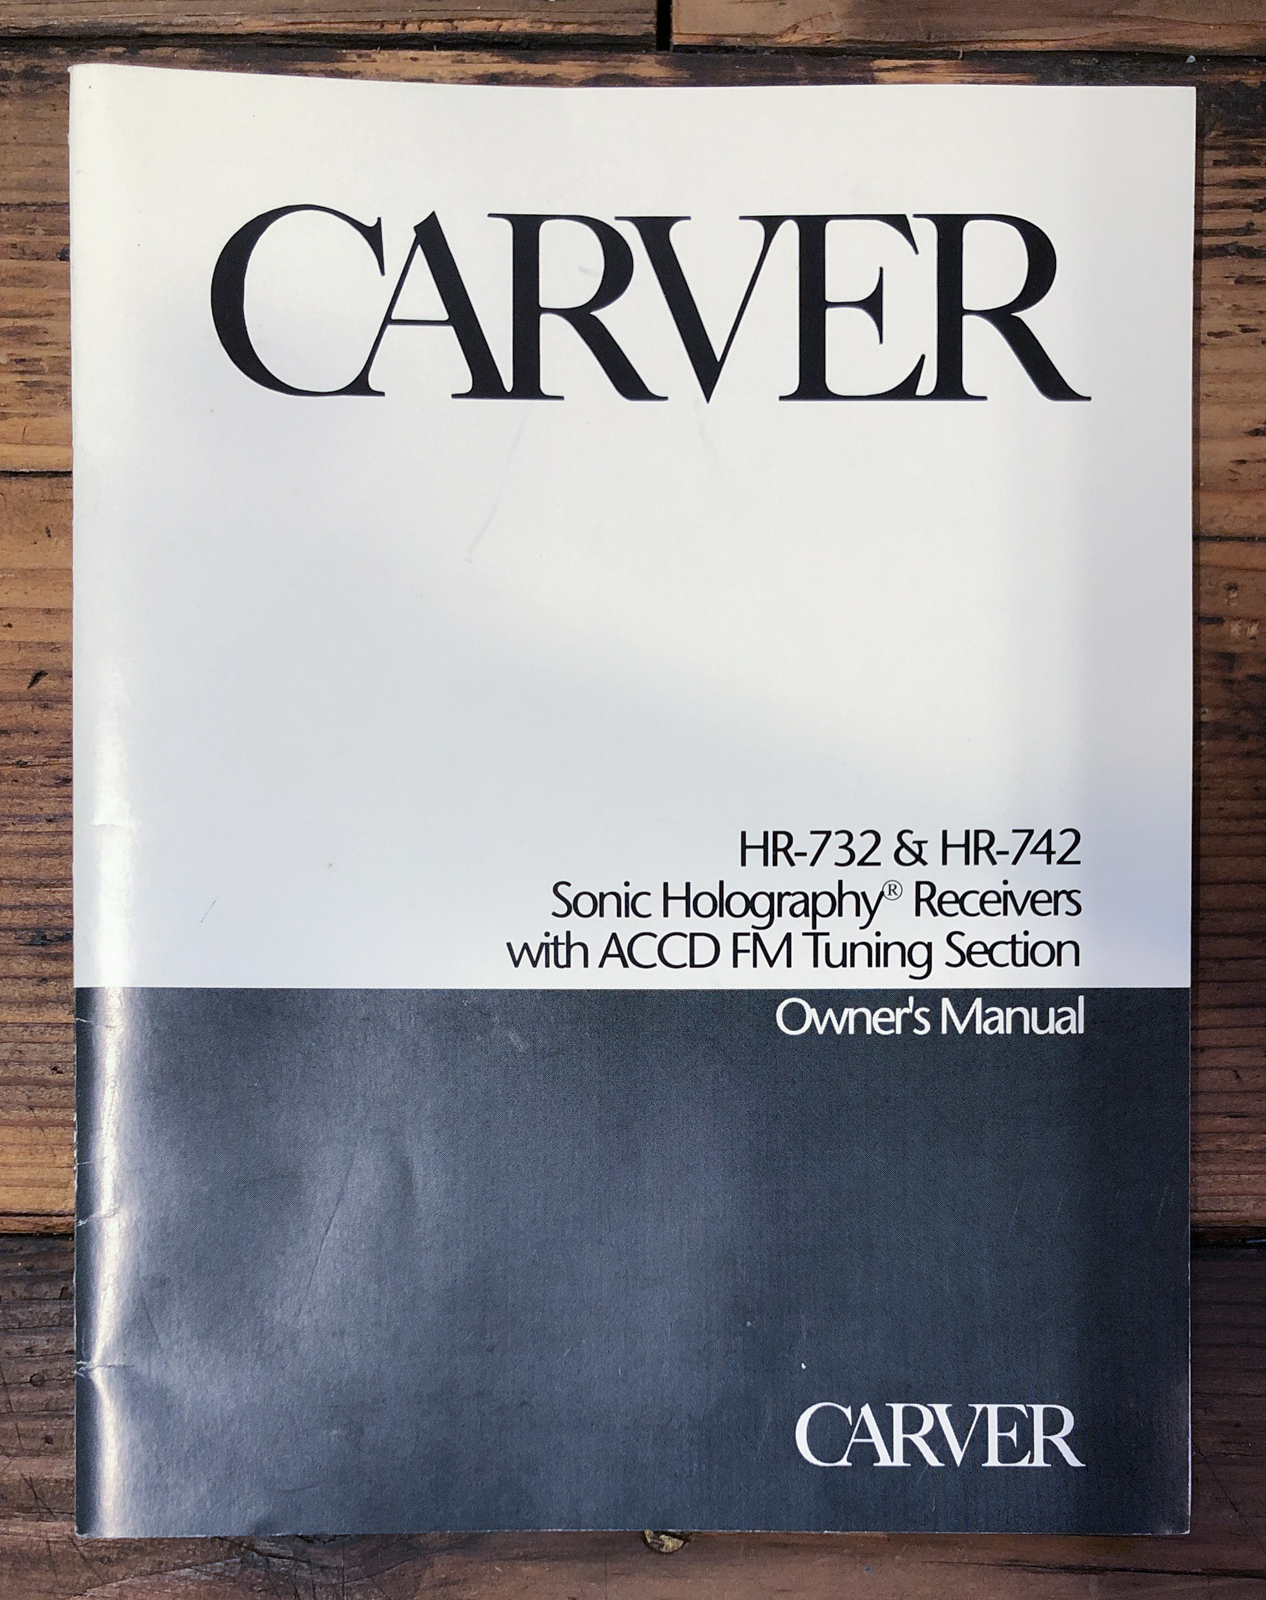 CARVER
HR-732 & HR-742
Sonic Holography® Receivers
with ACCD FM Tuning Section
Owner's Manual
CARVER